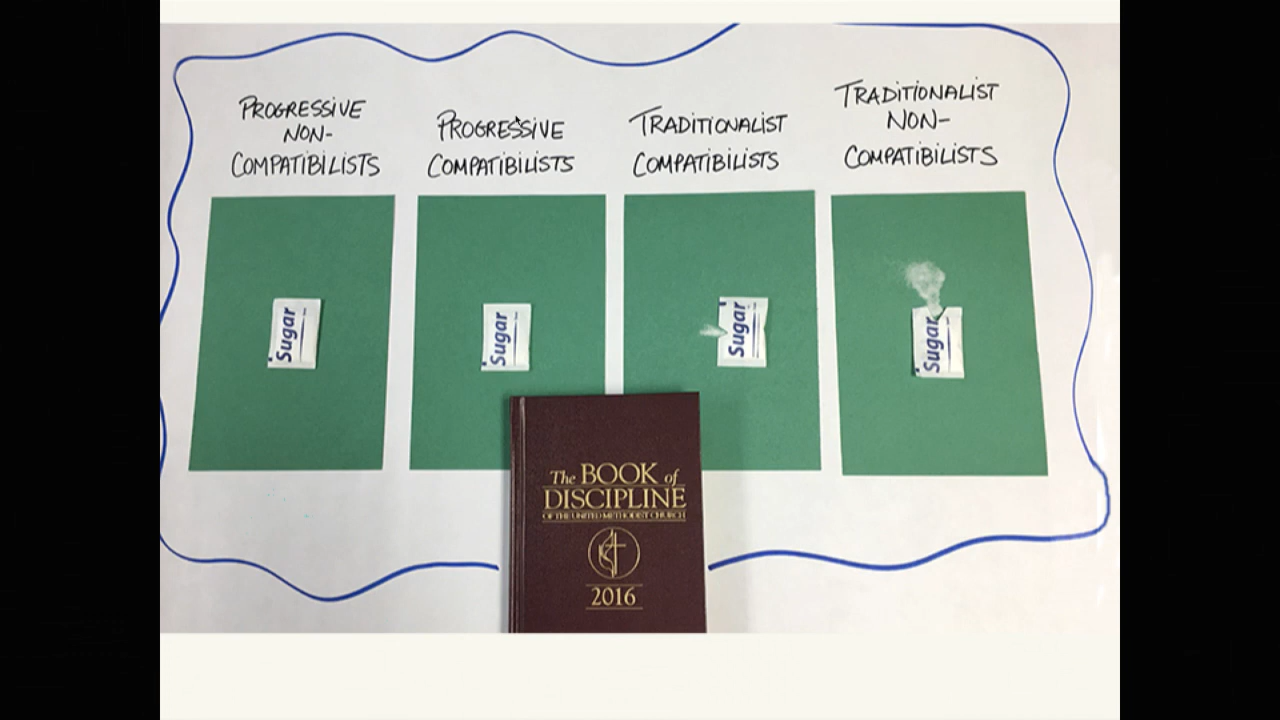 PROGRESSIVE
NON-
COMPATIBILISTS
PROGRESSIVE
COMPATIBILISTS
TRADITIONALIST
COMPATIBILISTS
TRADITIONALIST
NON-
COMPATIBILISTS
Sugar
Sugar
Sugar
Sugar
The BOOK of
DISCIPLINE
OF THE UNITED METHODIST CHURCH
2016